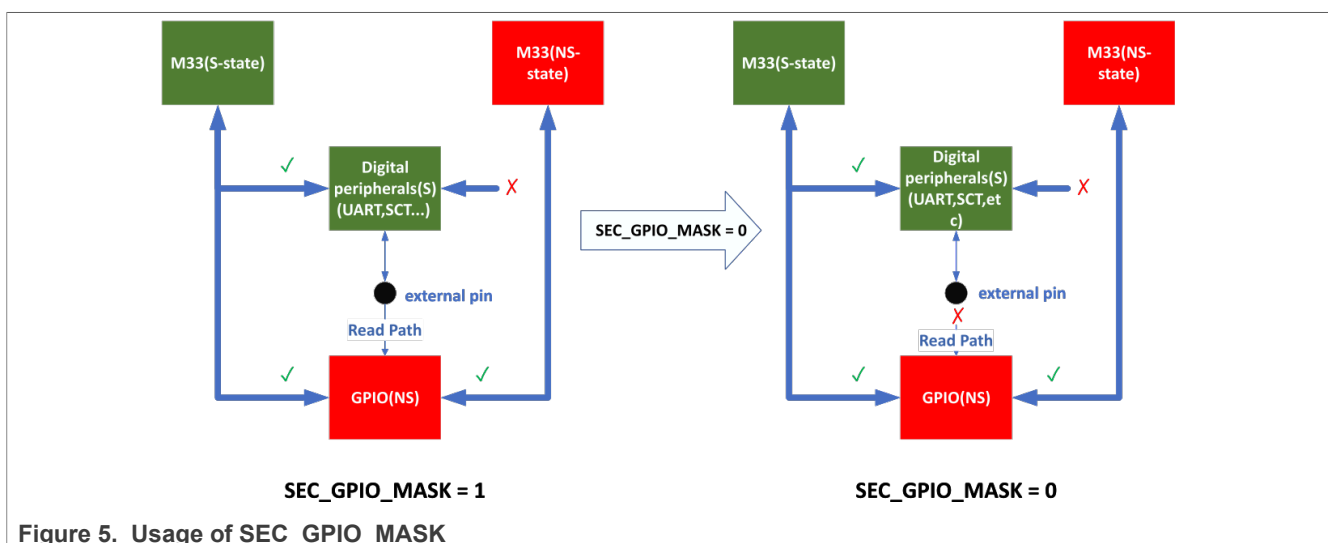 M33(S-state)
M33(NS-
state)
✓
Digital
peripherals(S)
(UART,SCT...)
✗
external pin
Read Path
✓
✓
GPIO(NS)
SEC_GPIO_MASK = 1
SEC_GPIO_MASK = 0
M33(S-state)
M33(NS-
state)
✓
Digital
peripherals(S)
(UART,SCT,et
c)
✗
external pin
✗
Read Path
✓
✓
GPIO(NS)
SEC_GPIO_MASK = 0
Figure 5. Usage of SEC_GPIO_MASK